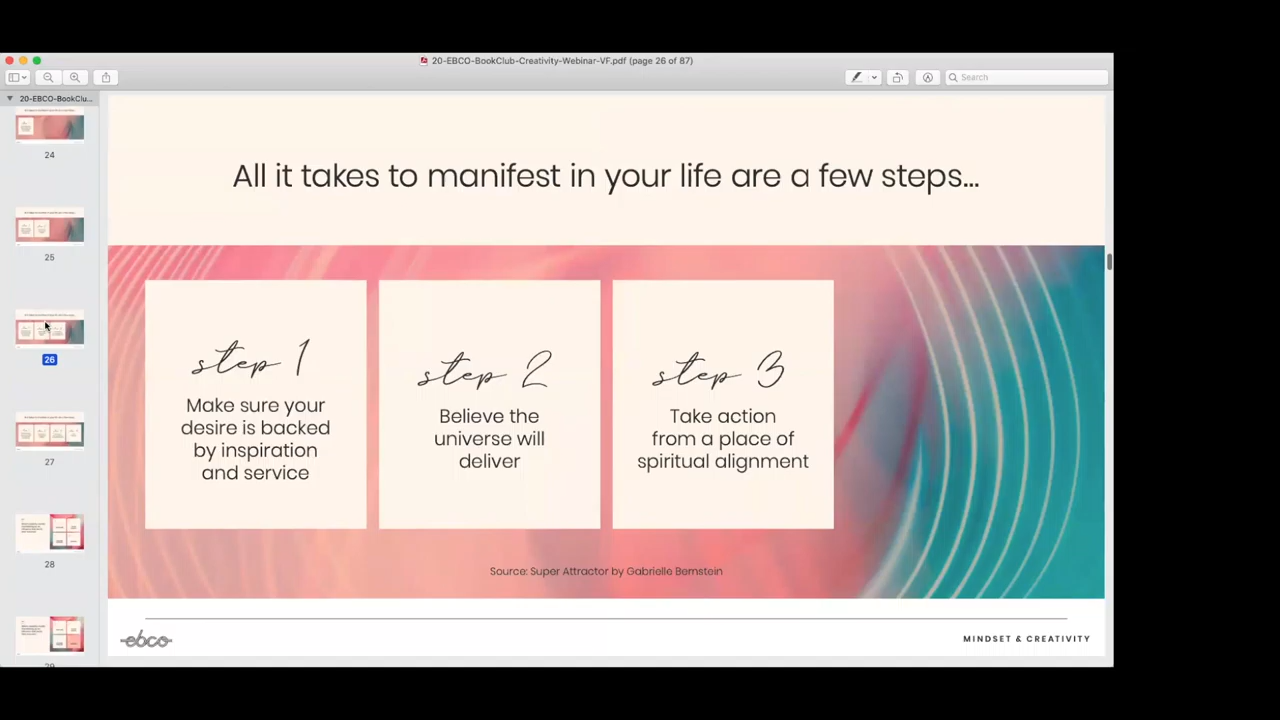 20-EBCO-BookClub-Creativity-Webinar-VF.pdf (page 26 of 87)
Search
20-EBCO-BookClu...
24
25
26
27
28
29
All it takes to manifest in your life are a few steps...
step 1
Make sure your
desire is backed
by inspiration
and service
step 2
Believe the
universe will
deliver
step 3
Take action
from a place of
spiritual alignment
Source: Super Attractor by Gabrielle Bernstein
ebco
MINDSET & CREATIVITY